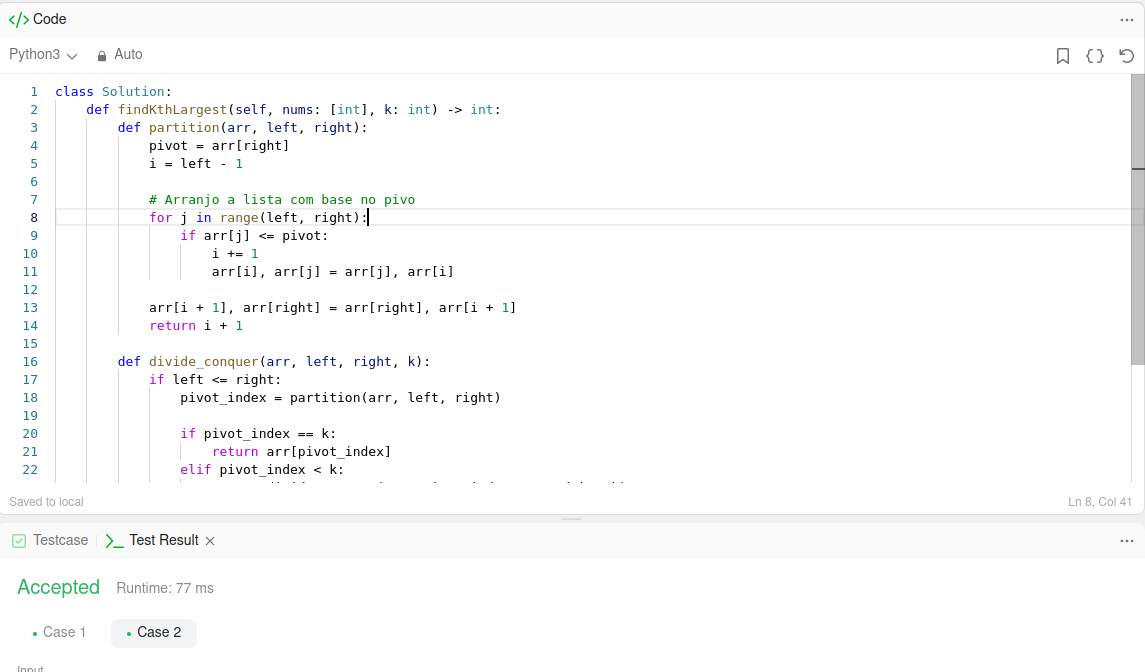 </> Code
Python3 Auto
1 class Solution:
2     def findKthLargest(self, nums: [int], k: int) -> int:
3         def partition(arr, left, right):
4             pivot = arr[right]
5             i = left - 1
6
7             # Arranjo a lista com base no pivo
8             for j in range(left, right):
9                 if arr[j] <= pivot:
10                     i += 1
11                     arr[i], arr[j] = arr[j], arr[i]
12
13             arr[i + 1], arr[right] = arr[right], arr[i + 1]
14             return i + 1
15
16         def divide_conquer(arr, left, right, k):
17             if left <= right:
18                 pivot_index = partition(arr, left, right)
19
20                 if pivot_index == k:
21                     return arr[pivot_index]
22                 elif pivot_index < k:
Saved to local Ln 8, Col 41
Testcase Test Result
Accepted Runtime: 77 ms
Case 1 Case 2
Input